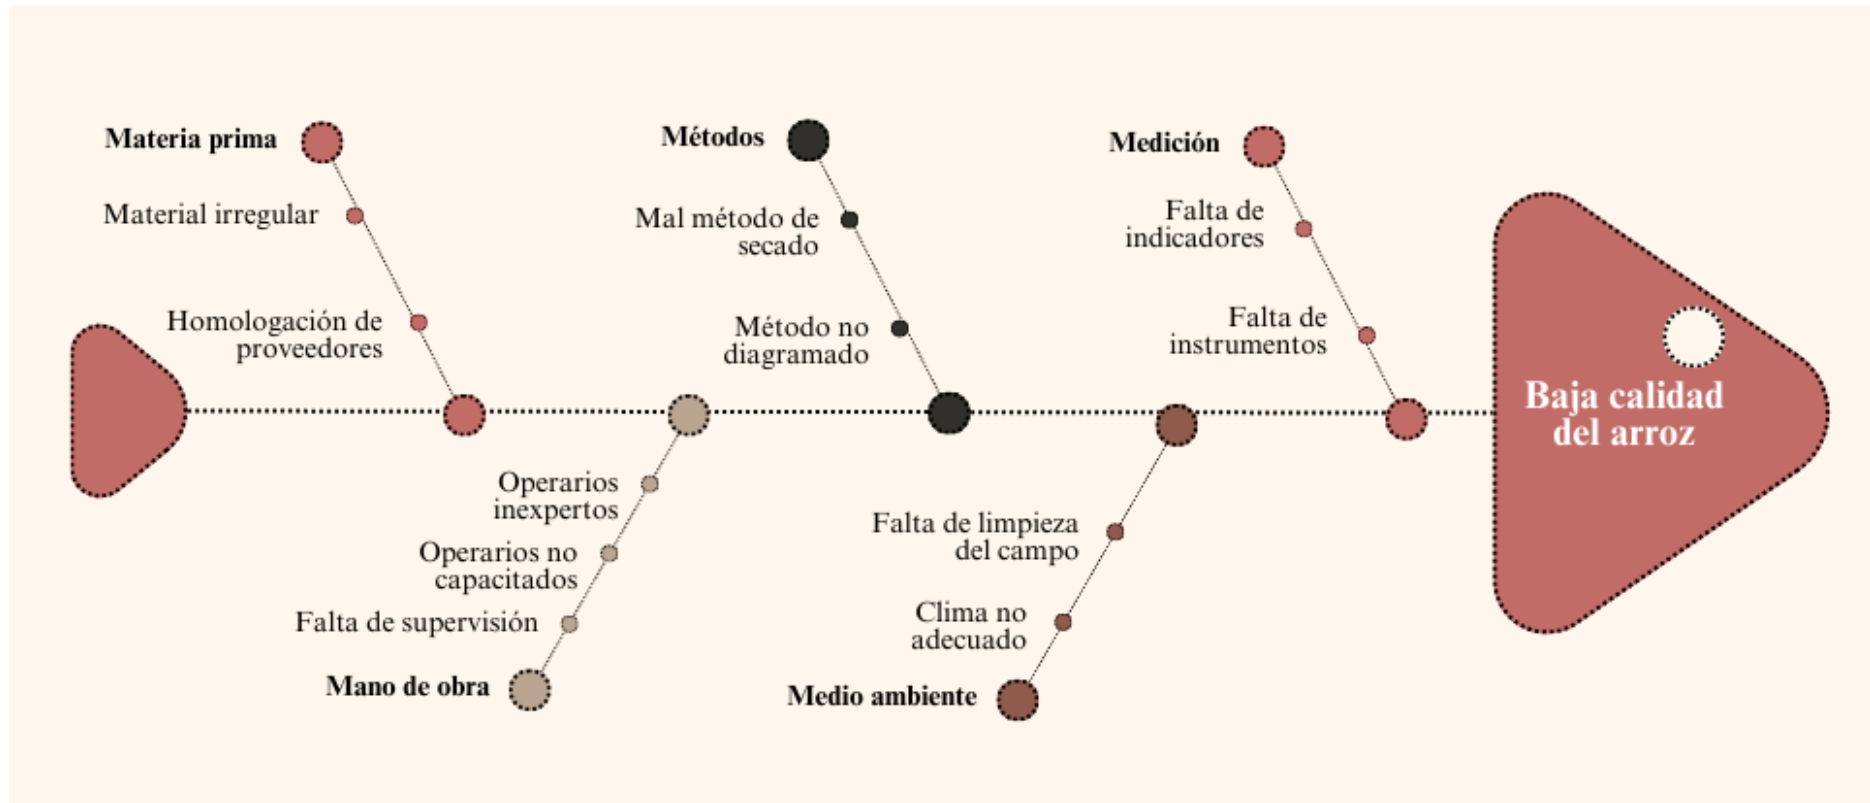 Materia prima
Material irregular
Homologación de
proveedores
Métodos
Mal método de
secado
Método no
diagramado
Medición
Falta de
indicadores
Falta de
instrumentos
Baja calidad
del arroz
Operarios
inexpertos
Operarios no
capacitados
Falta de supervisión
Mano de obra
Falta de limpieza
del campo
Clima no
adecuado
Medio ambiente